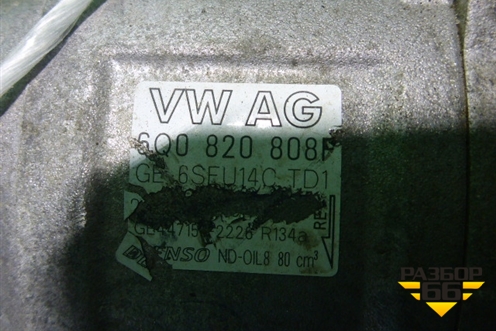 VW AG
6Q0 820 808F
GE 6SEU14C TD1
R134a
DENSO ND-OIL8 80 cm³
РАЗБОР
66